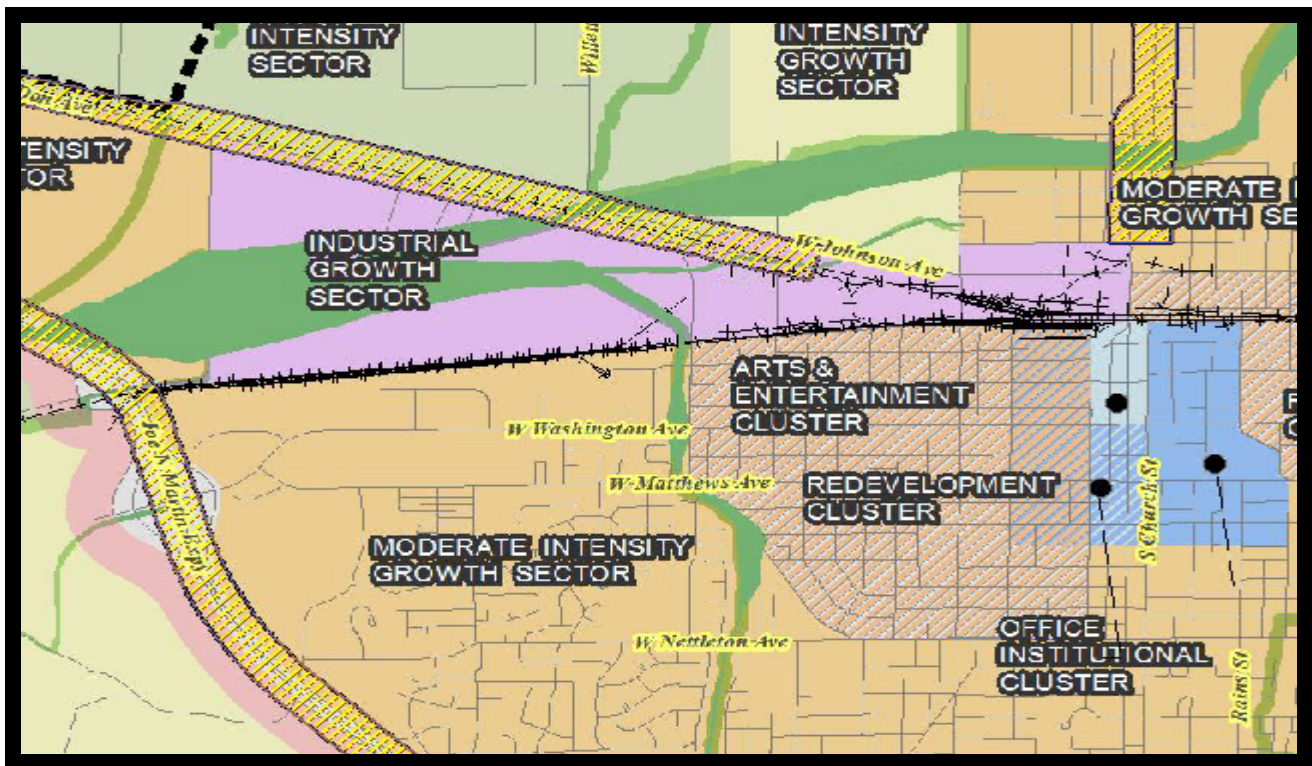 INTENSITY
SECTOR
INTENSITY
GROWTH
SECTOR
ENSITY
OR
MODERATE
GROWTH SE
INDUSTRIAL
GROWTH
SECTOR
W Johnson Ave
ARTS &
ENTERTAINMENT
CLUSTER
W Washington Ave
W Matthews Ave
REDEVELOPMENT
CLUSTER
S Church St
MODERATE INTENSITY
GROWTH SECTOR
W Nettleton Ave
OFFICE
INSTITUTIONAL
CLUSTER
Rains St